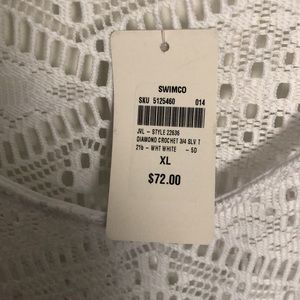 SWIMCO
SKU 5125460 014
JVL - STYLE 22636
DIAMOND CROCHET 3/4 SLV T
21b - WHT WHITE - 50
XL
$72.00